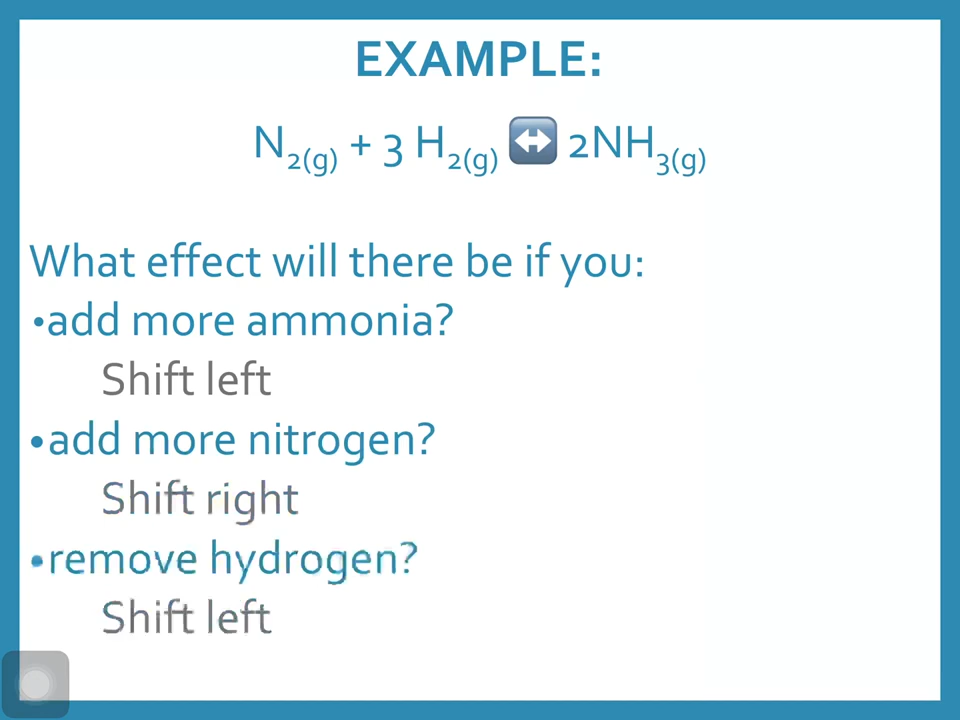 EXAMPLE:
N₂(g) + 3 H₂(g) ↔ 2NH₃(g)
What effect will there be if you:
•add more ammonia?
Shift left
•add more nitrogen?
Shift right
•remove hydrogen?
Shift left